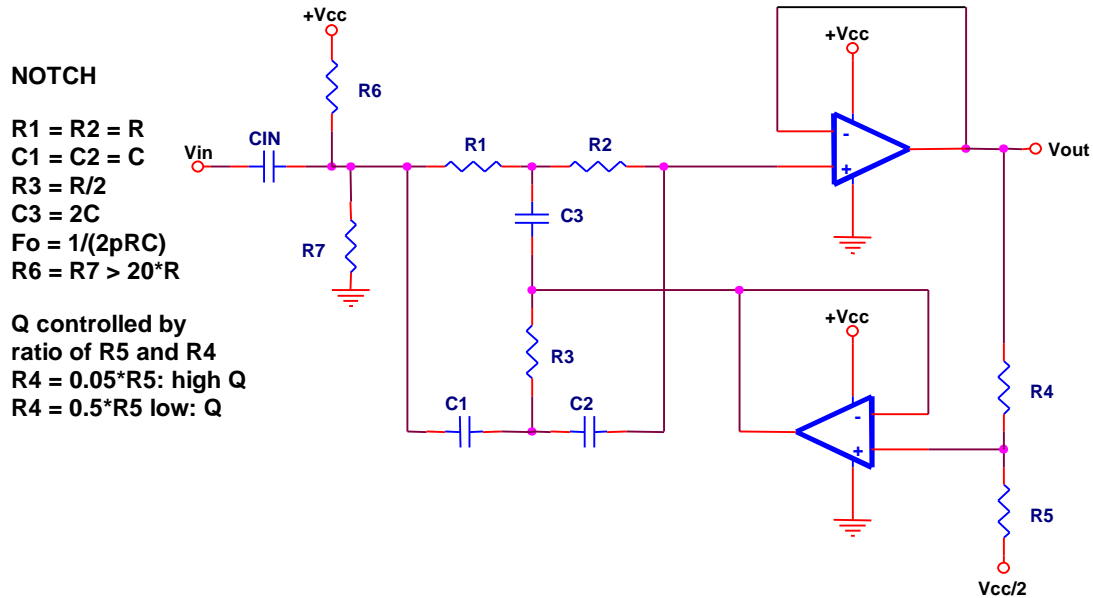 NOTCH
R1 = R2 = R
C1 = C2 = C
R3 = R/2
C3 = 2C
Fo = 1/(2pRC)
R6 = R7 > 20*R
Q controlled by
ratio of R5 and R4
R4 = 0.05*R5: high Q
R4 = 0.5*R5 low: Q
+Vcc
R6
CIN
Vin
R7
R1
R2
C3
R3
C1
C2
+Vcc
-
+
Vout
+Vcc
-
+
R4
R5
Vcc/2